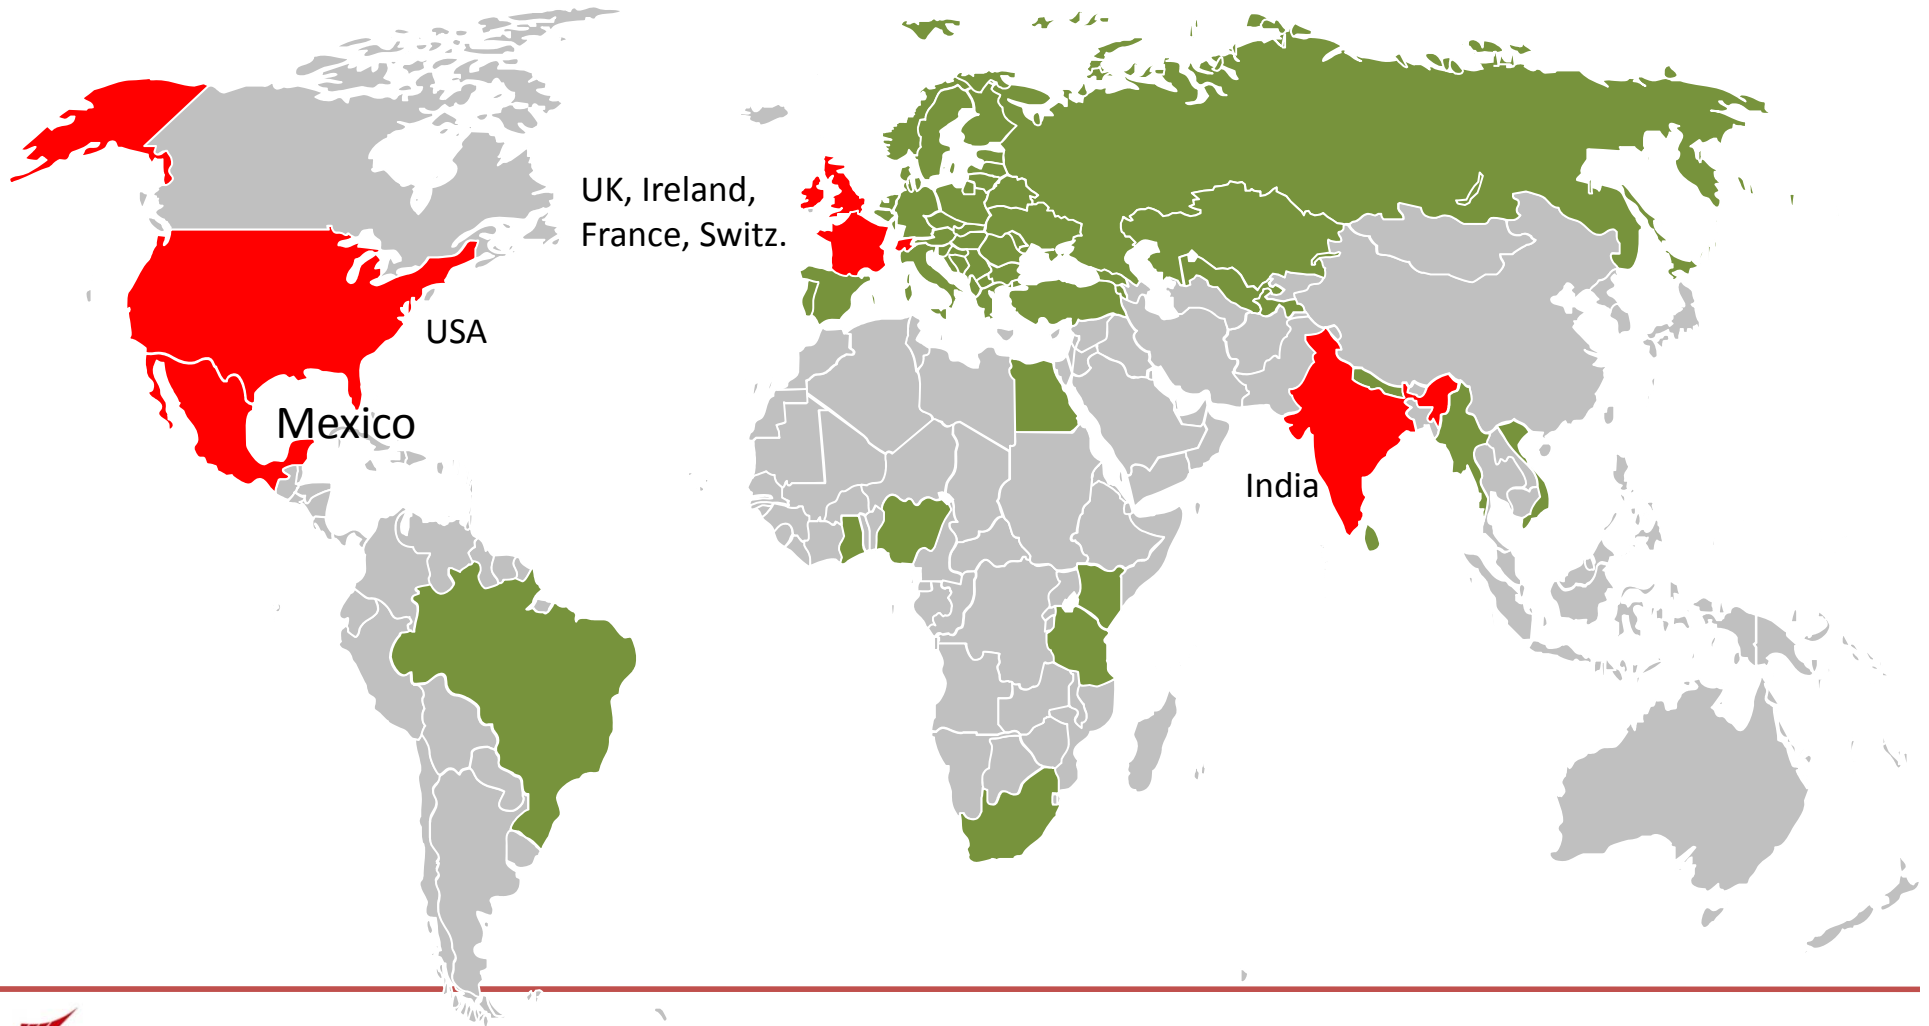 UK, Ireland,
France, Switz.
USA
Mexico
India